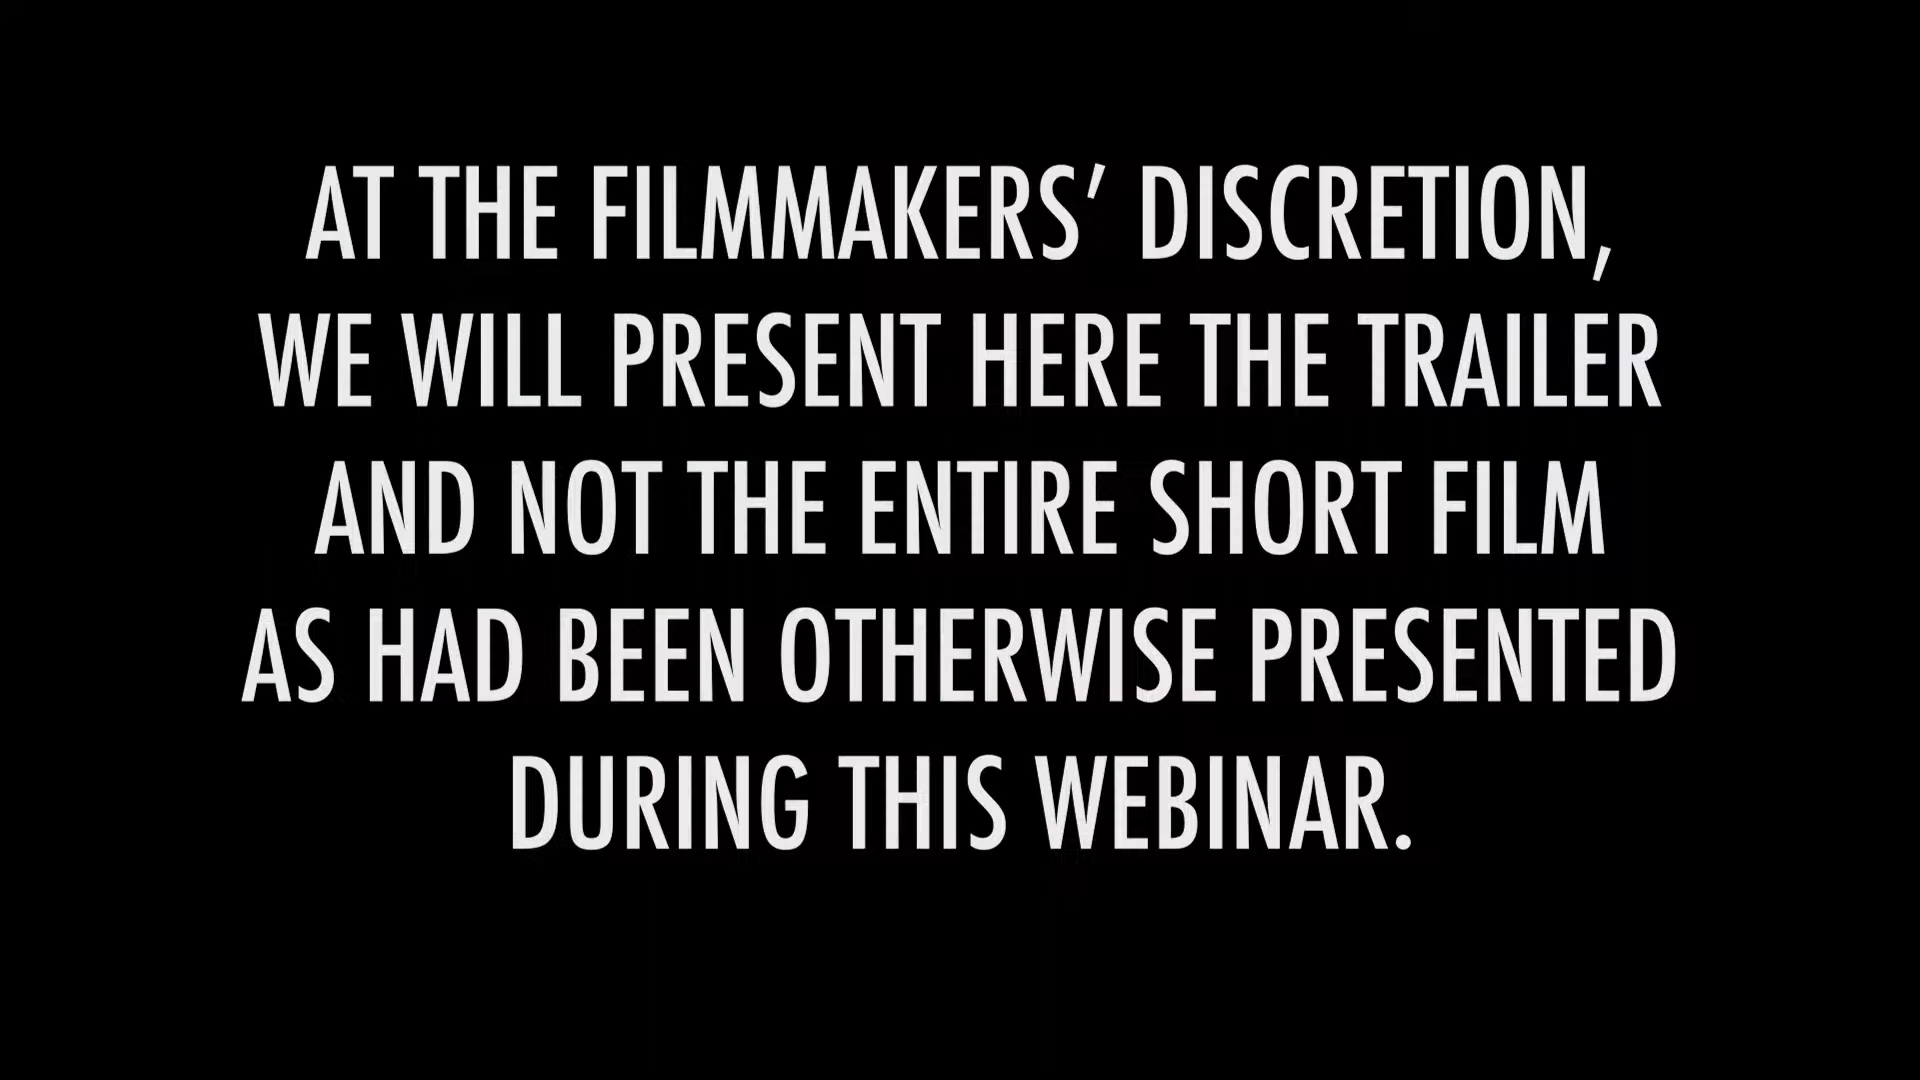 AT THE FILMMAKERS’ DISCRETION,
WE WILL PRESENT HERE THE TRAILER
AND NOT THE ENTIRE SHORT FILM
AS HAD BEEN OTHERWISE PRESENTED
DURING THIS WEBINAR.